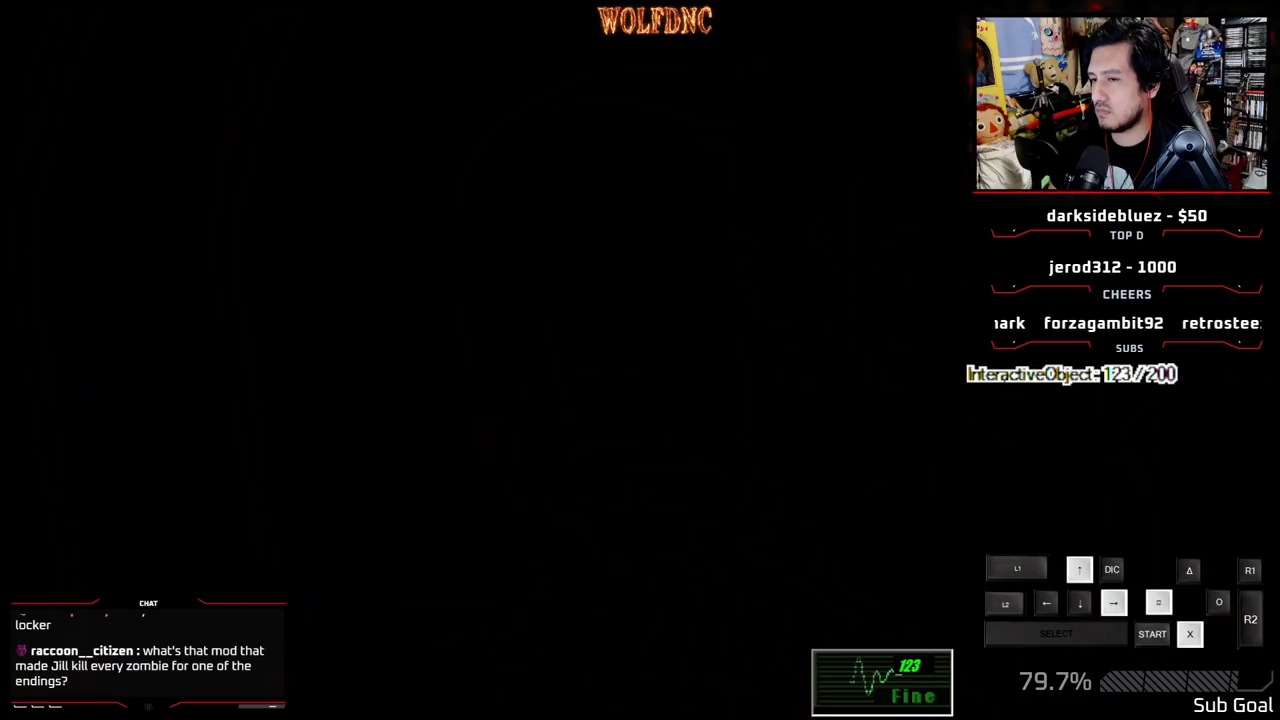 WOLFDNC
darksidebluez - $50
TOP D
jerod312 - 1000
CHEERS
forzagambit92
SUBS
InteractiveObject: 123//200
CHAT
locker
raccoon__citizen : what's that mod that
made Jill kill every zombie for one of the
endings?
123
Fine
L1 ↑ DIC Δ R1
L2 ← ↓ → □ O R2
SELECT START X
79.7%
Sub Goal